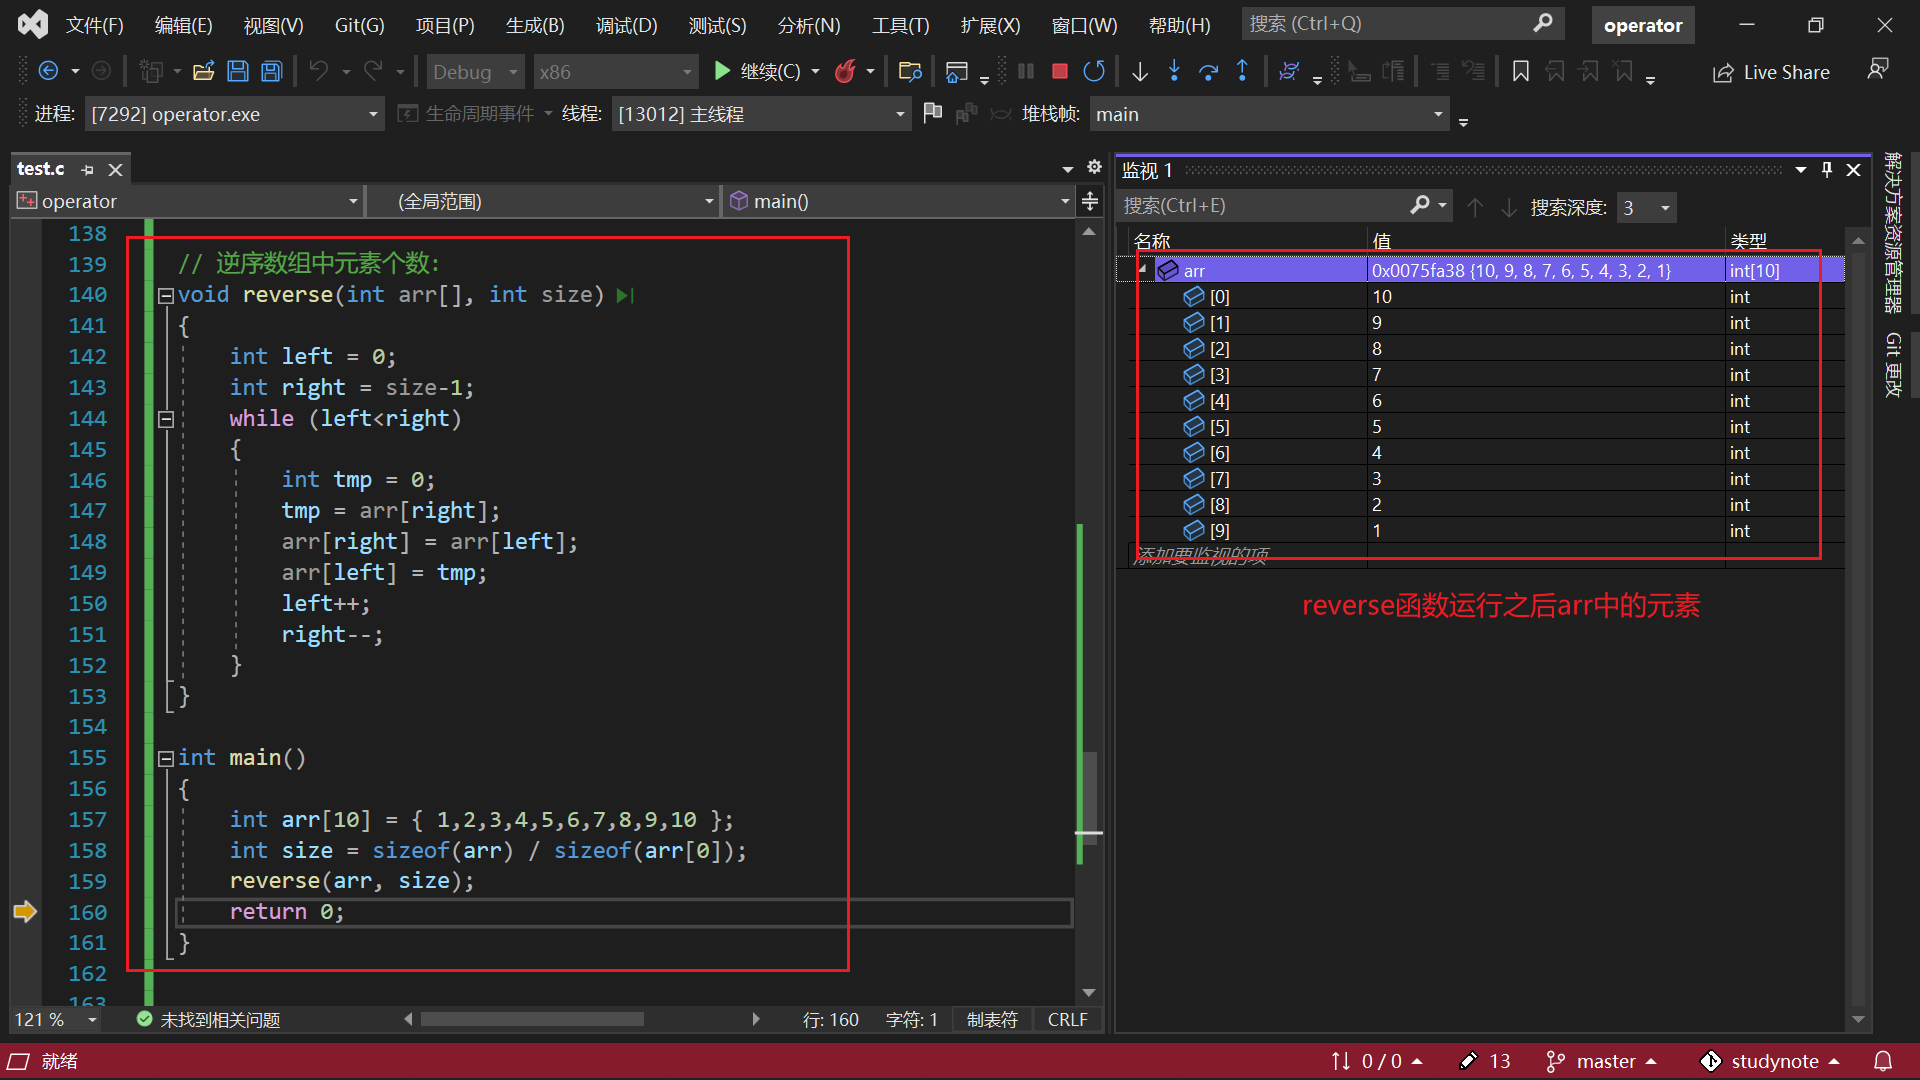 文件(F) 编辑(E) 视图(V) Git(G) 项目(P) 生成(B) 调试(D) 测试(S) 分析(N) 工具(T) 扩展(X) 窗口(W) 帮助(H) 搜索 (Ctrl+Q) operator
Debug x86 继续(C) Live Share
进程: [7292] operator.exe 生命周期事件 线程: [13012] 主线程 堆栈帧: main
test.c
operator (全局范围) main()
138
139 // 逆序数组中元素个数:
140 void reverse(int arr[], int size)
141 {
142 int left = 0;
143 int right = size-1;
144 while (left<right)
145 {
146 int tmp = 0;
147 tmp = arr[right];
148 arr[right] = arr[left];
149 arr[left] = tmp;
150 left++;
151 right--;
152 }
153 }
154
155 int main()
156 {
157 int arr[10] = { 1,2,3,4,5,6,7,8,9,10 };
158 int size = sizeof(arr) / sizeof(arr[0]);
159 reverse(arr, size);
160 return 0;
161 }
162
163
121 % 未找到相关问题 行: 160 字符: 1 制表符 CRLF
监视 1
搜索(Ctrl+E) 搜索深度: 3
名称 值 类型
arr 0x0075fa38 {10, 9, 8, 7, 6, 5, 4, 3, 2, 1} int[10]
[0] 10 int
[1] 9 int
[2] 8 int
[3] 7 int
[4] 6 int
[5] 5 int
[6] 4 int
[7] 3 int
[8] 2 int
[9] 1 int
添加要监视的项
reverse函数运行之后arr中的元素
解决方案资源管理器
Git 更改
就绪 0 / 0 13 master studynote